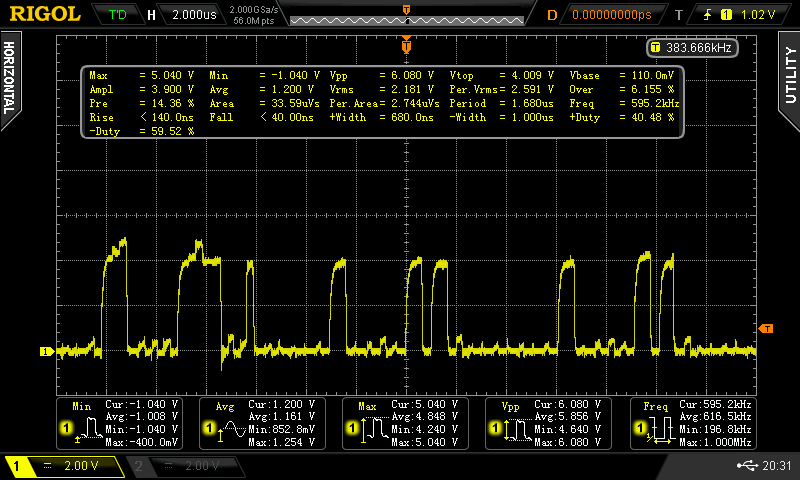 RIGOL T'D H 2.000us 2.000GSa/s 56.0M pts D 0.00000000ps T 1 1.02 V
T 383.666kHz
HORIZONTAL
UTILITY
T
Max = 5.040 V Min = -1.040 V Vpp = 6.080 V Vtop = 4.009 V Vbase = 110.0mV
Ampl = 3.900 V Avg = 1.200 V Vrms = 2.181 V Per.Vrms= 2.591 V Over = 6.155 %
Pre = 14.36 % Area = 33.59uVs Per.Area= 2.744uVs Period = 1.680us Freq = 595.2kHz
Rise < 140.0ns Fall < 40.00ns +Width = 680.0ns -Width = 1.000us +Duty = 40.48 %
-Duty = 59.52 %
T
1
T
Min Cur:-1.040 V
Avg:-1.008 V
1 Min:-1.040 V
Max:-400.0mV
Avg Cur:1.200 V
Avg:1.161 V
1 Min:852.8mV
Max:1.254 V
Max Cur:5.040 V
Avg:4.848 V
1 Min:4.240 V
Max:5.040 V
Vpp Cur:6.080 V
Avg:5.856 V
1 Min:4.640 V
Max:6.080 V
Freq Cur:595.2kHz
Avg:616.5kHz
1 Min:196.8kHz
Max:1.000MHz
1 2.00 V 2 2.00 V 20:31